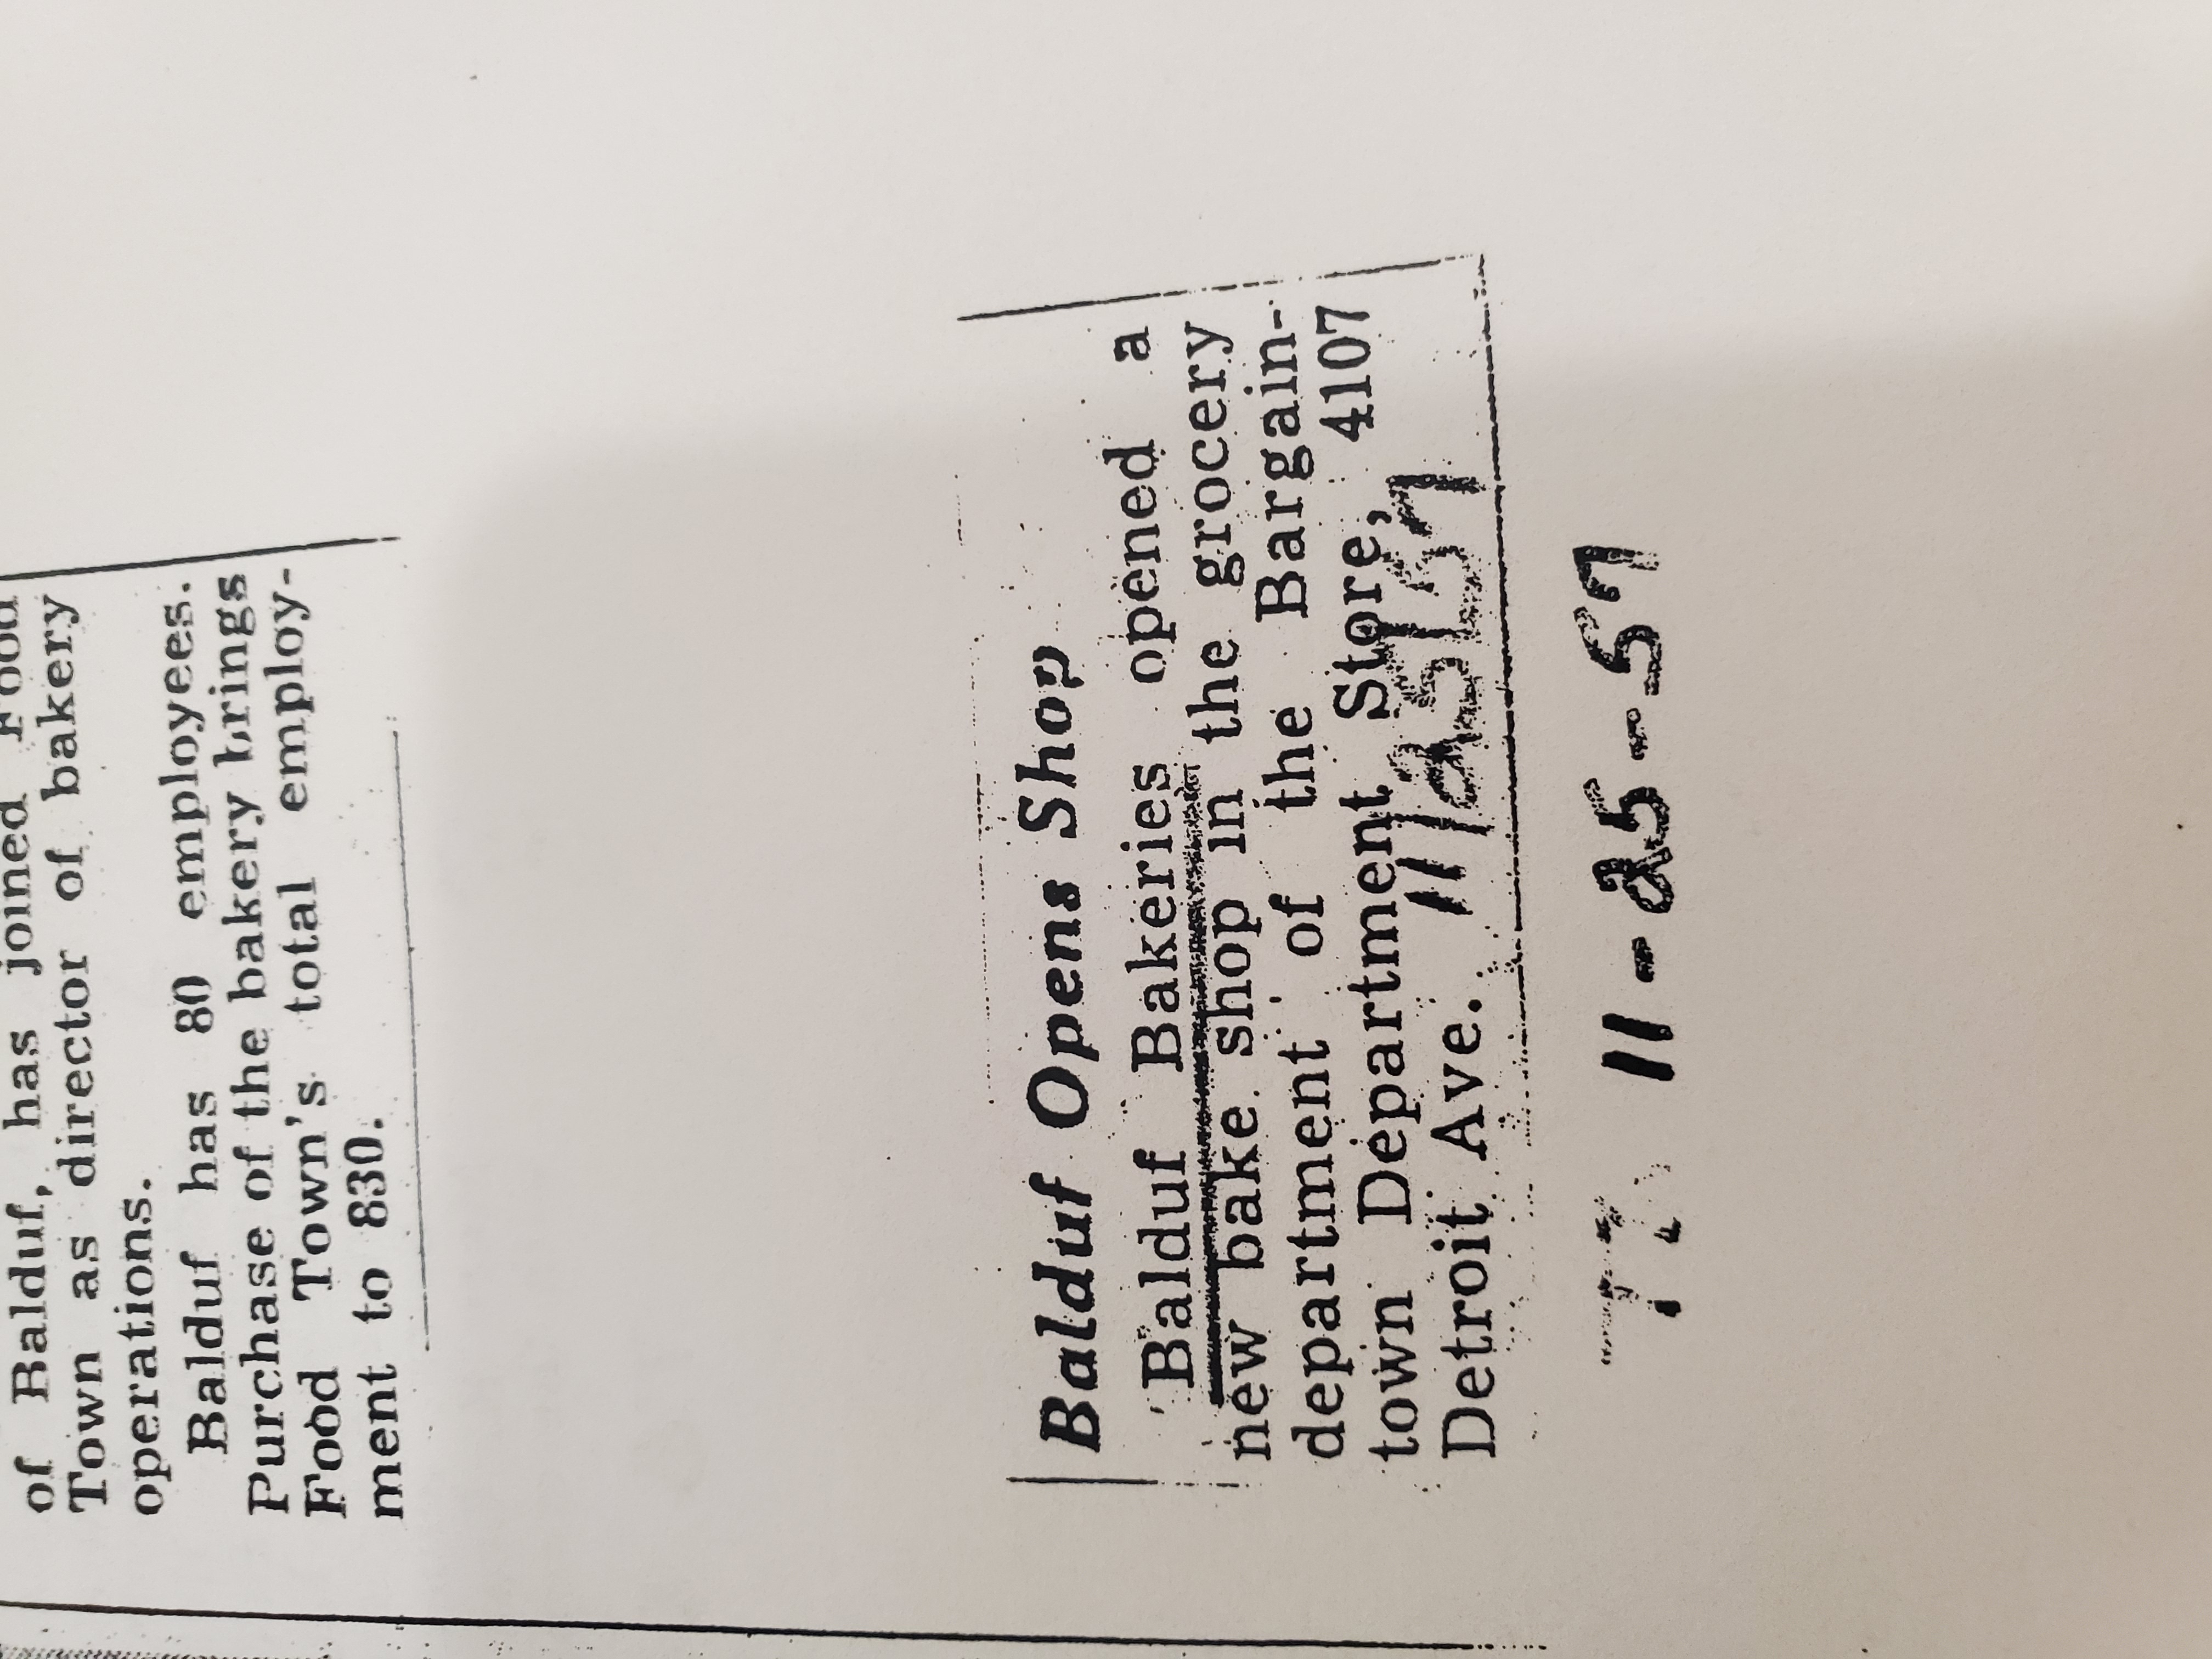 of Balduf, has joined Food
Town as director of bakery
operations.
Balduf has 80 employees.
Purchase of the bakery brings
Food Town's total employ-
ment to 830.
Balduf Opens Shop
Balduf Bakeries opened a
new bake shop in the grocery
department of the Bargain-
town Department Store, 4107
Detroit Ave.
11/25/57
11-25-57